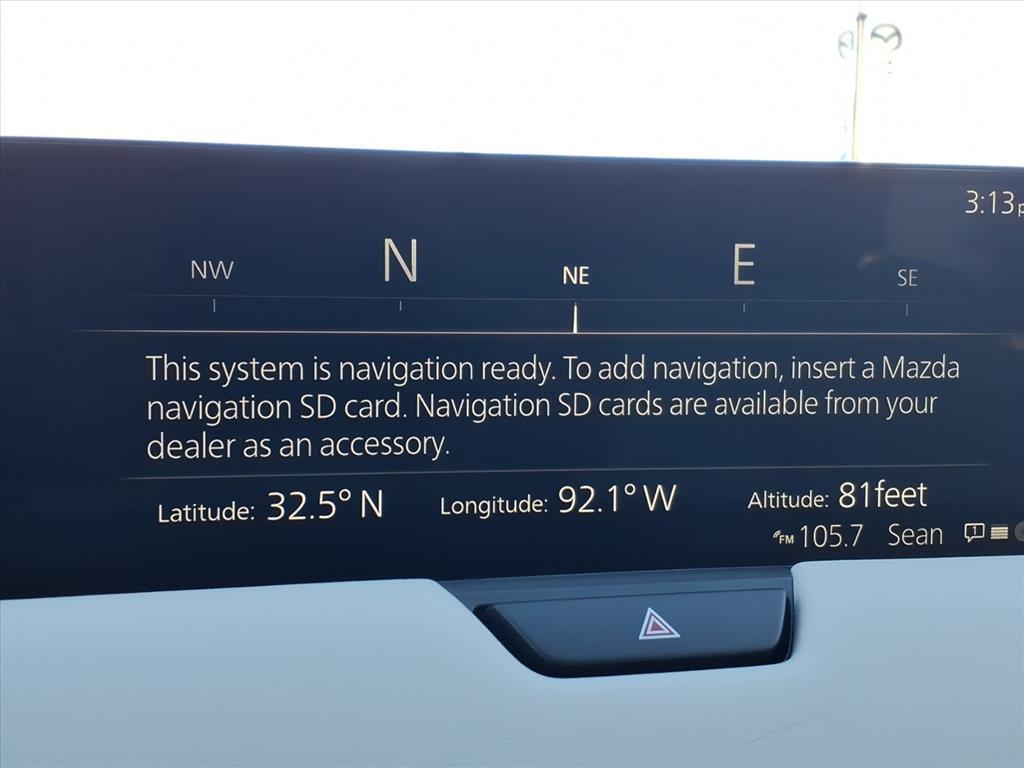 3:13p
NW N NE E SE
This system is navigation ready. To add navigation, insert a Mazda
navigation SD card. Navigation SD cards are available from your
dealer as an accessory.
Latitude: 32.5° N Longitude: 92.1° W Altitude: 81feet
FM 105.7 Sean 1